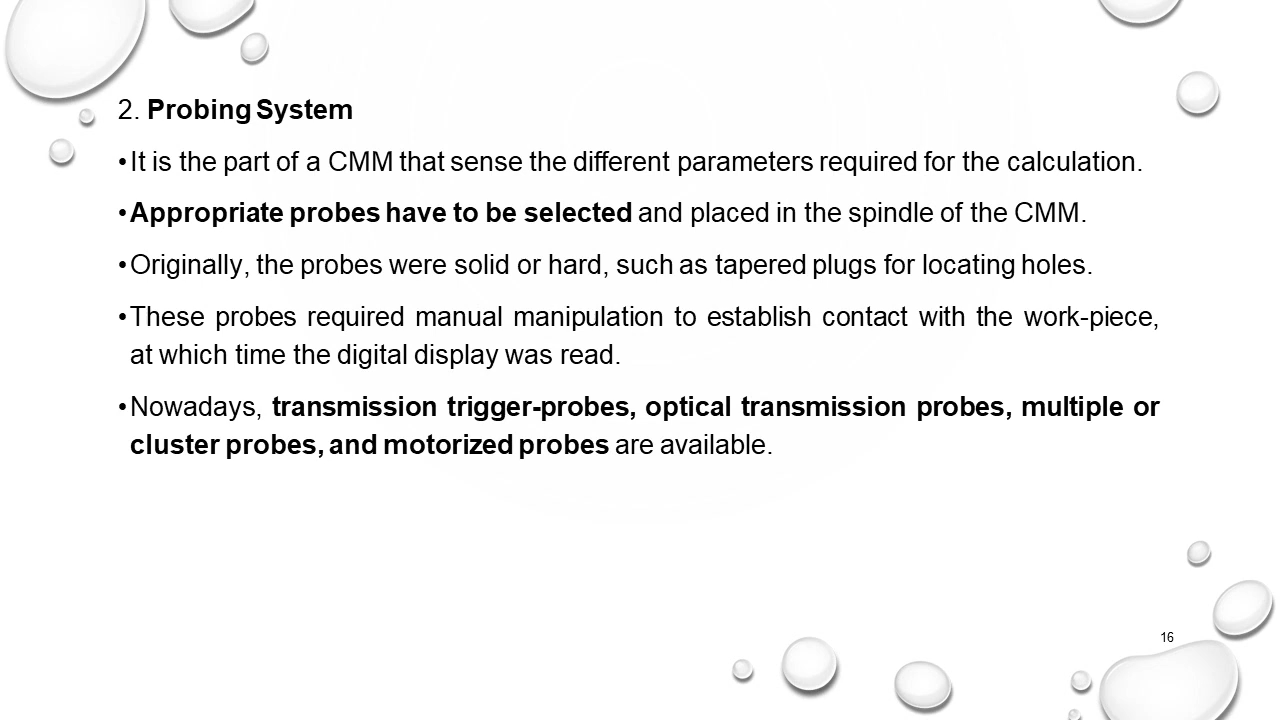 2. Probing System
•It is the part of a CMM that sense the different parameters required for the calculation.
•Appropriate probes have to be selected and placed in the spindle of the CMM.
•Originally, the probes were solid or hard, such as tapered plugs for locating holes.
•These probes required manual manipulation to establish contact with the work-piece,
at which time the digital display was read.
•Nowadays, transmission trigger-probes, optical transmission probes, multiple or
cluster probes, and motorized probes are available.
16